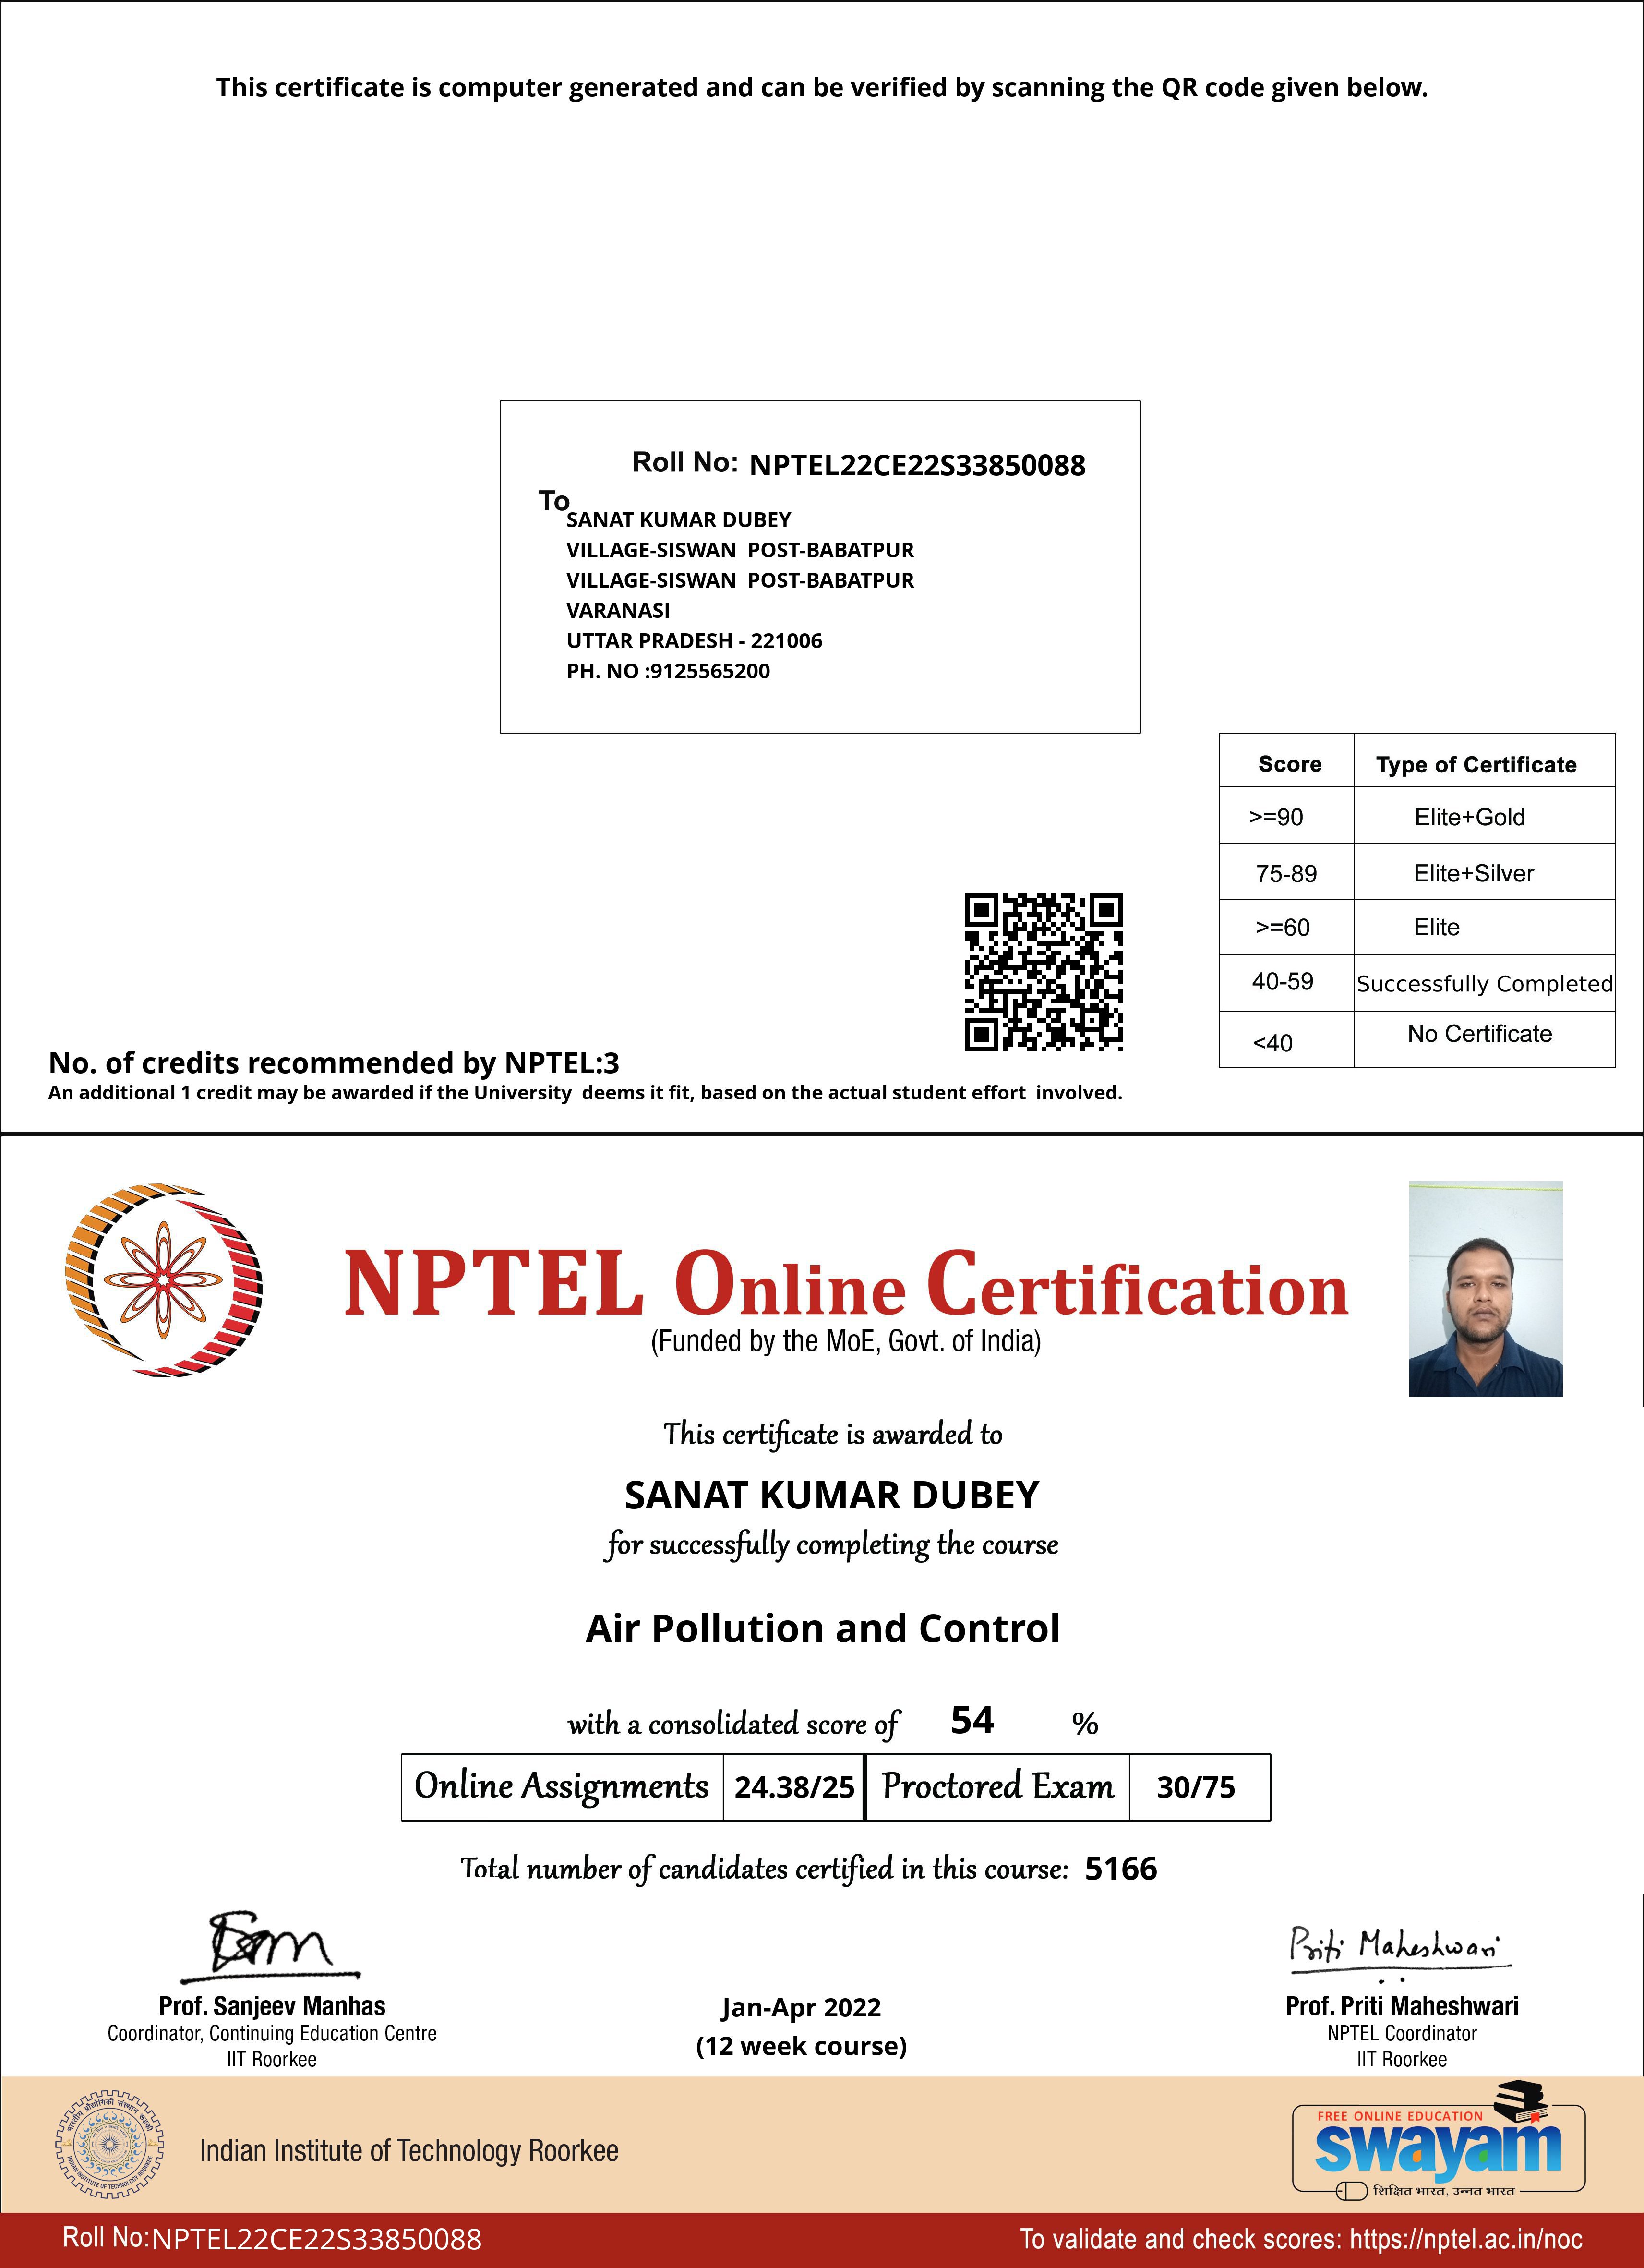 This certificate is computer generated and can be verified by scanning the QR code given below.
Roll No: NPTEL22CE22S33850088
To
SANAT KUMAR DUBEY
VILLAGE-SISWAN  POST-BABATPUR
VILLAGE-SISWAN  POST-BABATPUR
VARANASI
UTTAR PRADESH - 221006
PH. NO :9125565200
Score Type of Certificate
>=90 Elite+Gold
75-89 Elite+Silver
>=60 Elite
40-59 Successfully Completed
<40 No Certificate
No. of credits recommended by NPTEL:3
An additional 1 credit may be awarded if the University  deems it fit, based on the actual student effort  involved.
NPTEL Online Certification
(Funded by the MoE, Govt. of India)
This certificate is awarded to
SANAT KUMAR DUBEY
for successfully completing the course
Air Pollution and Control
with a consolidated score of 54 %
Online Assignments 24.38/25 Proctored Exam 30/75
Total number of candidates certified in this course: 5166
Priti Maheshwari
Prof. Sanjeev Manhas
Coordinator, Continuing Education Centre
IIT Roorkee
Jan-Apr 2022
(12 week course)
Prof. Priti Maheshwari
NPTEL Coordinator
IIT Roorkee
भारतीय प्रौद्योगिकी संस्थान रुड़की
INDIAN INSTITUTE OF TECHNOLOGY ROORKEE
Indian Institute of Technology Roorkee
FREE ONLINE EDUCATION
swayam
शिक्षित भारत, उन्नत भारत
Roll No:NPTEL22CE22S33850088
To validate and check scores: https://nptel.ac.in/noc